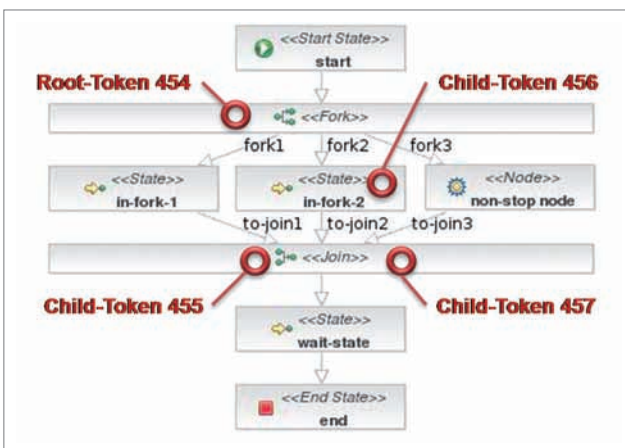 <<Start State>>
start
Root-Token 454
Child-Token 456
<<Fork>>
fork1
fork2
fork3
<<State>>
in-fork-1
<<State>>
in-fork-2
<<Node>>
non-stop node
to-join1
to-join2
to-join3
<<Join>>
Child-Token 455
Child-Token 457
<<State>>
wait-state
<<End State>>
end